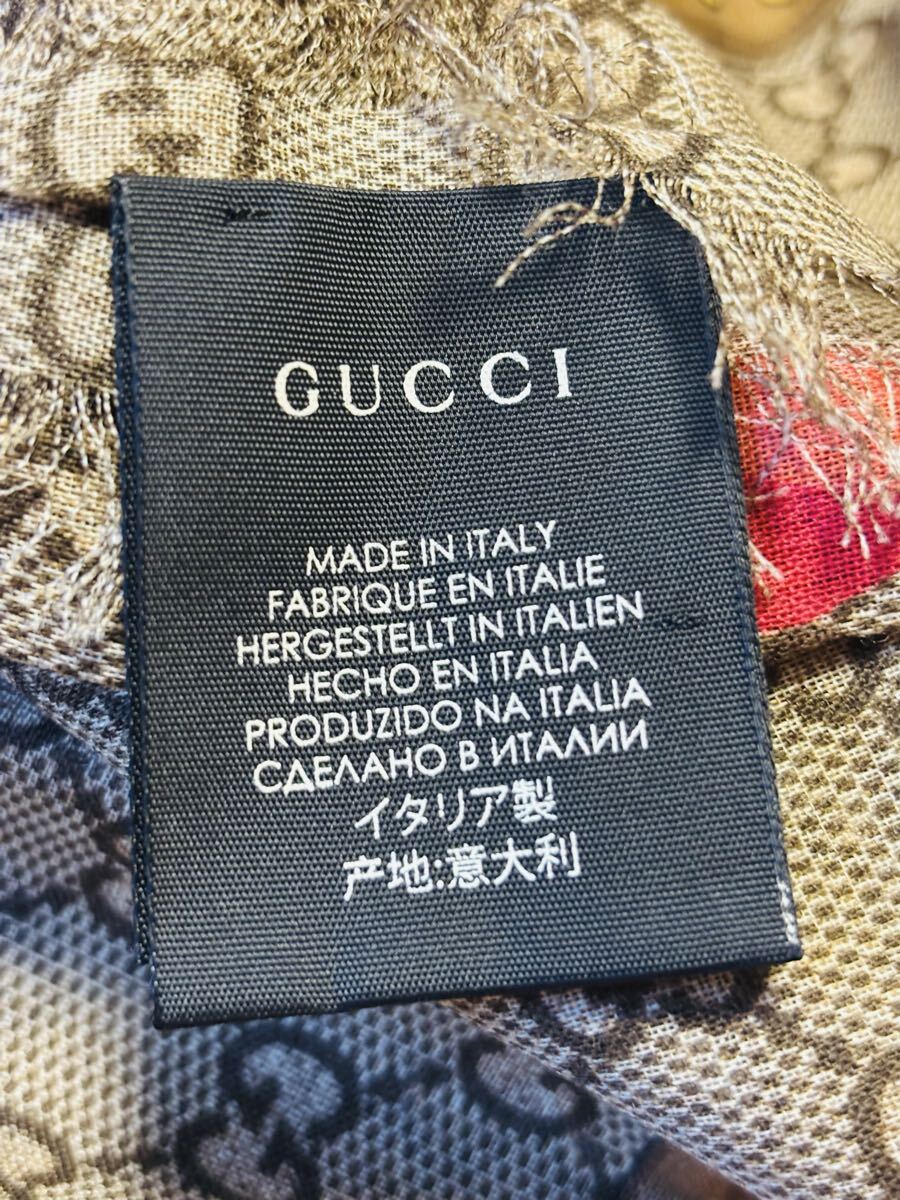 GUCCI
MADE IN ITALY
FABRIQUE EN ITALIE
HERGESTELLT IN ITALIEN
HECHO EN ITALIA
PRODUZIDO NA ITALIA
СДЕЛАНО В ИТАЛИИ
イタリア製
产地:意大利